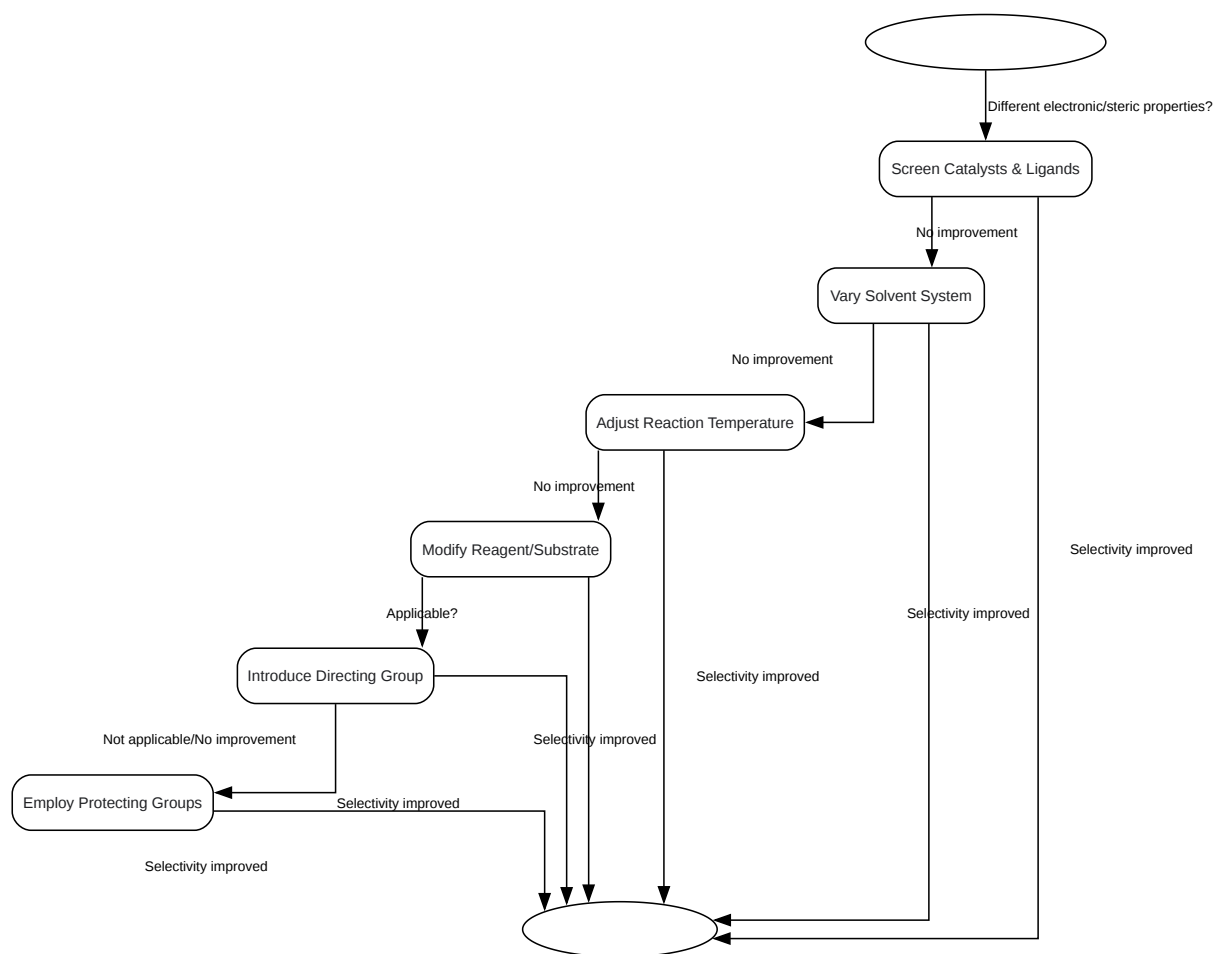 Different electronic/steric properties?
Screen Catalysts & Ligands
No improvement
Vary Solvent System
No improvement
Adjust Reaction Temperature
No improvement
Modify Reagent/Substrate
Selectivity improved
Applicable?
Selectivity improved
Introduce Directing Group
Selectivity improved
Not applicable/No improvement
Selectivity improved
Employ Protecting Groups
Selectivity improved
Selectivity improved